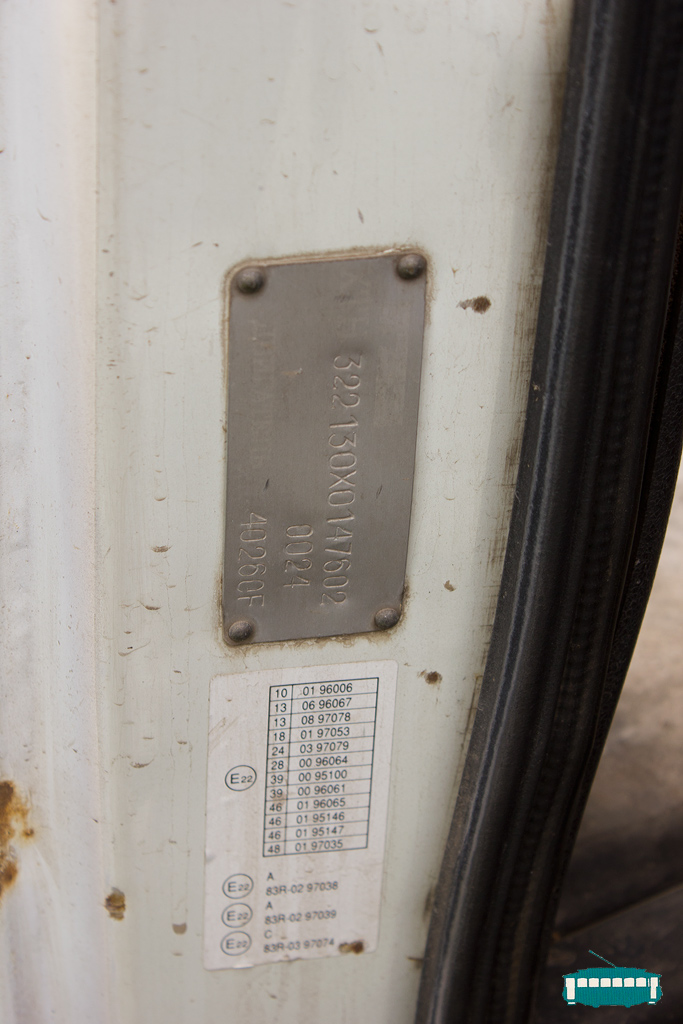 322130X0147602
0024
40260F
10 01 96006
13 06 96067
13 08 97078
18 01 97053
24 03 97079
28 00 96064
39 00 95100
39 00 96061
46 01 96065
46 01 95146
46 01 95147
48 01 97035
E22
E22 A
83R-02 97038
E22 A
83R-02 97039
E22 C
83R-03 97074